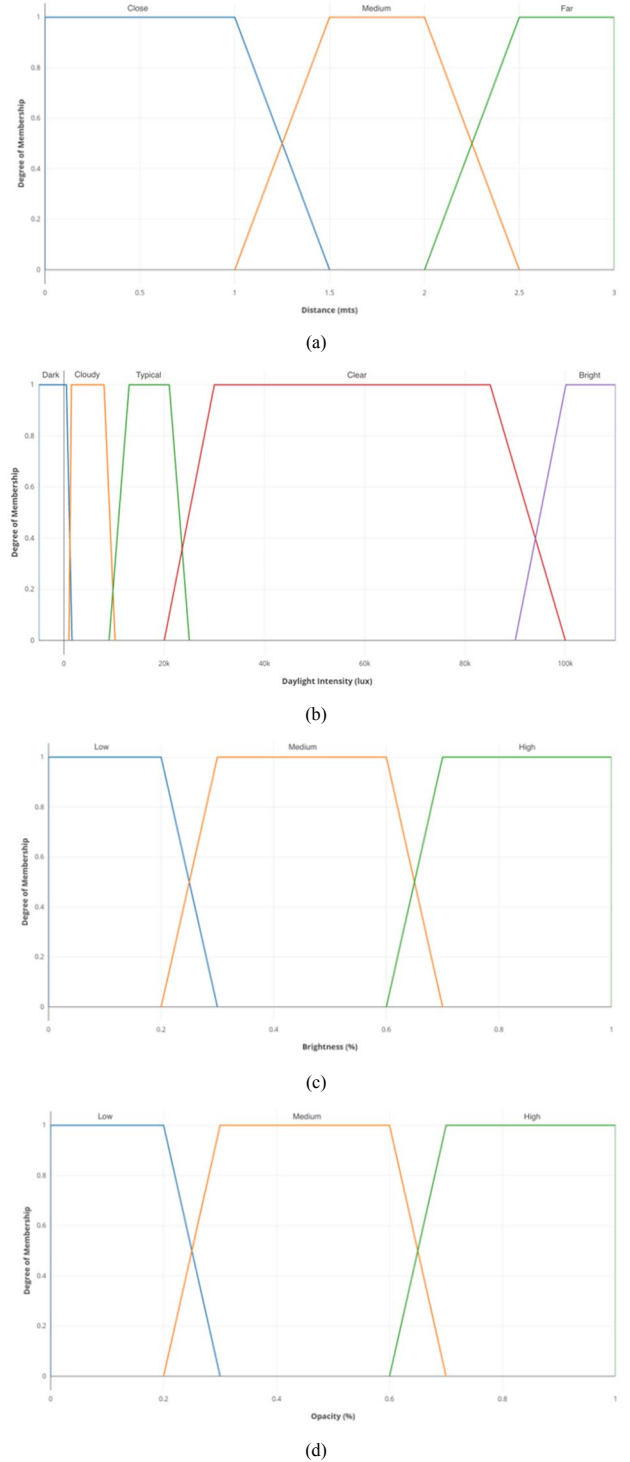 Close Medium Far
1
0.8
0.6
0.4
0.2
0
Degree of Membership
0 0.5 1 1.5 2 2.5 3
Distance (mts)
(a)
Dark Cloudy Typical Clear Bright
1
0.8
0.6
0.4
0.2
0
Degree of Membership
0 20k 40k 60k 80k 100k
Daylight Intensity (lux)
(b)
Low Medium High
1
0.8
0.6
0.4
0.2
0
Degree of Membership
0 0.2 0.4 0.6 0.8 1
Brightness (%)
(c)
Low Medium High
1
0.8
0.6
0.4
0.2
0
Degree of Membership
0 0.2 0.4 0.6 0.8 1
Opacity (%)
(d)